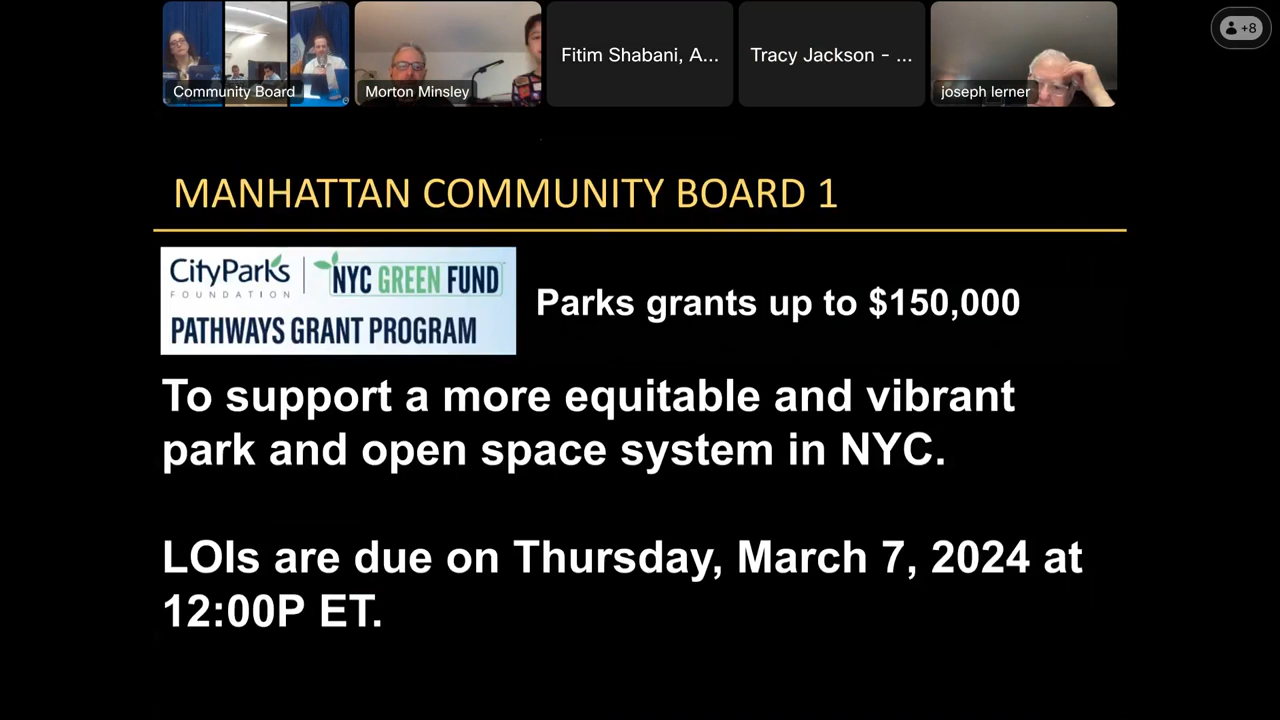 Community Board
Morton Minsley
Fitim Shabani, A...
Tracy Jackson - ...
joseph lerner
+8
MANHATTAN COMMUNITY BOARD 1
CityParks
FOUNDATION
NYC GREEN FUND
PATHWAYS GRANT PROGRAM
Parks grants up to $150,000
To support a more equitable and vibrant
park and open space system in NYC.
LOIs are due on Thursday, March 7, 2024 at
12:00P ET.